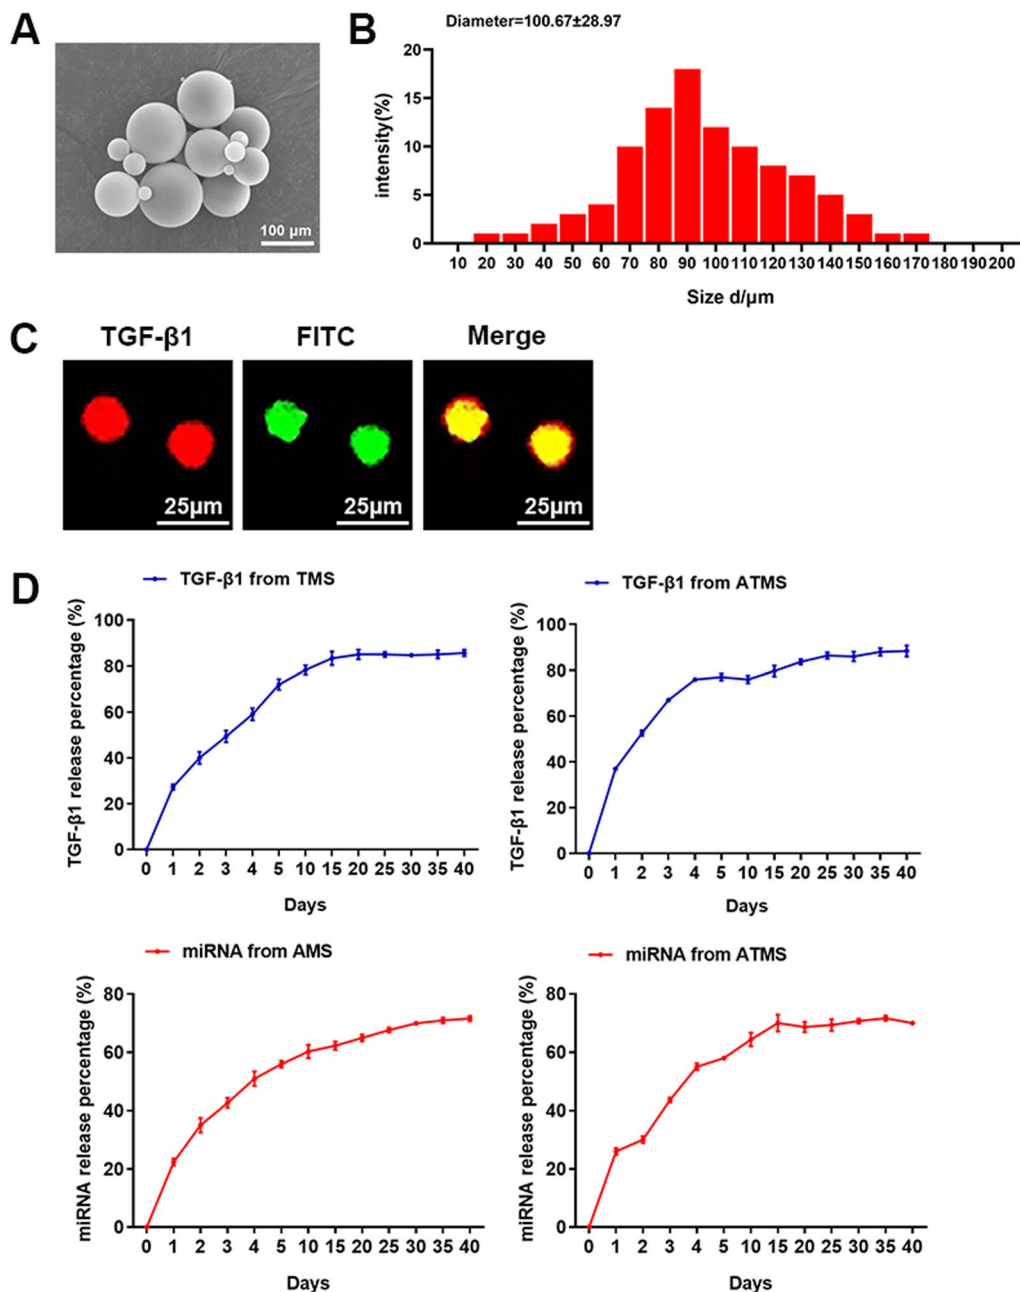 A
100 μm
B
Diameter=100.67±28.97
intensity(%)
20
15
10
5
0
10 20 30 40 50 60 70 80 90 100 110 120 130 140 150 160 170 180 190 200
Size d/μm
C
TGF-β1 FITC Merge
25μm 25μm 25μm
D
TGF-β1 from TMS
TGF-β1 release percentage (%)
100
80
60
40
20
0
0 1 2 3 4 5 10 15 20 25 30 35 40
Days
TGF-β1 from ATMS
TGF-β1 release percentage (%)
100
80
60
40
20
0
0 1 2 3 4 5 10 15 20 25 30 35 40
Days
miRNA from AMS
miRNA release percentage (%)
80
60
40
20
0
0 1 2 3 4 5 10 15 20 25 30 35 40
Days
miRNA from ATMS
miRNA release percentage (%)
80
60
40
20
0
0 1 2 3 4 5 10 15 20 25 30 35 40
Days